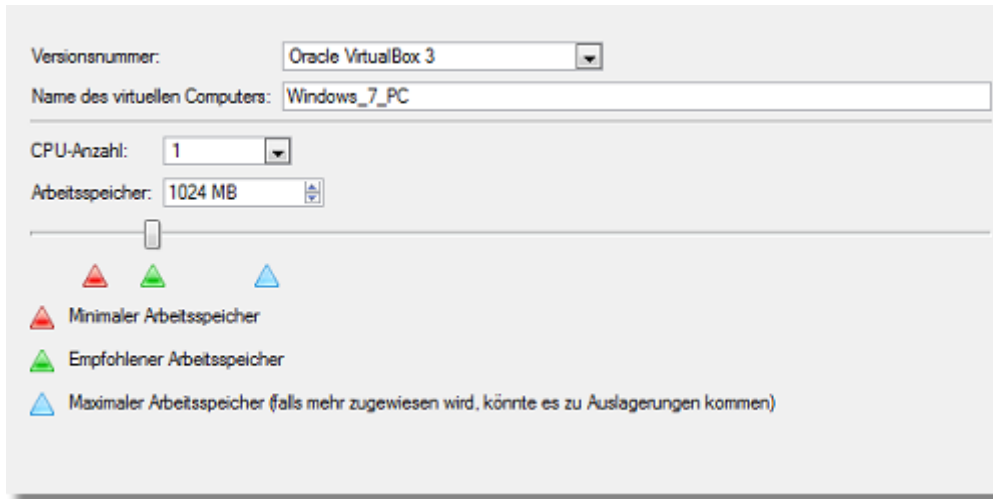 Versionsnummer: Oracle VirtualBox 3
Name des virtuellen Computers: Windows_7_PC
CPU-Anzahl: 1
Arbeitsspeicher: 1024 MB
Minimaler Arbeitsspeicher
Empfohlener Arbeitsspeicher
Maximaler Arbeitsspeicher (falls mehr zugewiesen wird, könnte es zu Auslagerungen kommen)